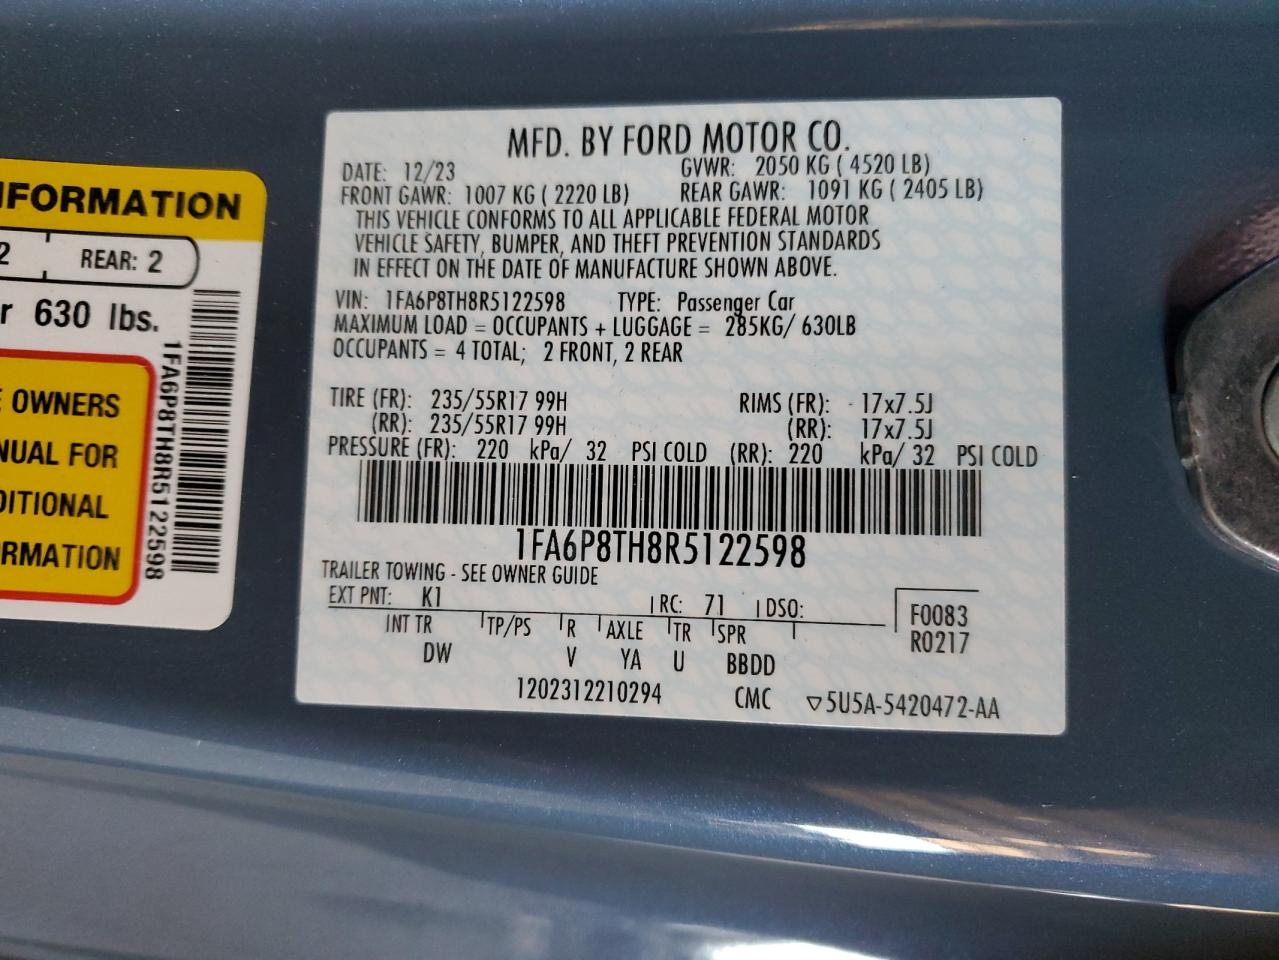 NFORMATION
2 REAR: 2
r 630 lbs.
OWNERS
NUAL FOR
DITIONAL
RMATION
1FA6P8TH8R5122598
MFD. BY FORD MOTOR CO.
DATE: 12/23 GVWR: 2050 KG ( 4520 LB)
FRONT GAWR: 1007 KG ( 2220 LB) REAR GAWR: 1091 KG ( 2405 LB)
THIS VEHICLE CONFORMS TO ALL APPLICABLE FEDERAL MOTOR
VEHICLE SAFETY, BUMPER, AND THEFT PREVENTION STANDARDS
IN EFFECT ON THE DATE OF MANUFACTURE SHOWN ABOVE.
VIN: 1FA6P8TH8R5122598 TYPE: Passenger Car
MAXIMUM LOAD = OCCUPANTS + LUGGAGE = 285KG/ 630LB
OCCUPANTS = 4 TOTAL; 2 FRONT, 2 REAR
TIRE (FR): 235/55R17 99H RIMS (FR): 17x7.5J
(RR): 235/55R17 99H (RR): 17x7.5J
PRESSURE (FR): 220 kPa/ 32 PSI COLD (RR): 220 kPa/ 32 PSI COLD
1FA6P8TH8R5122598
TRAILER TOWING - SEE OWNER GUIDE
EXT PNT: K1 RC: 71 DSO: F0083
INT TR TP/PS R AXLE TR SPR R0217
DW V YA U BBDD
1202312210294 CMC ▽5U5A-5420472-AA